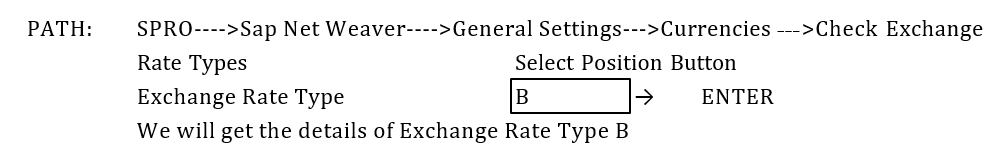 PATH: SPRO---->Sap Net Weaver---->General Settings--->Currencies --->Check Exchange
Rate Types Select Position Button
Exchange Rate Type B → ENTER
We will get the details of Exchange Rate Type B